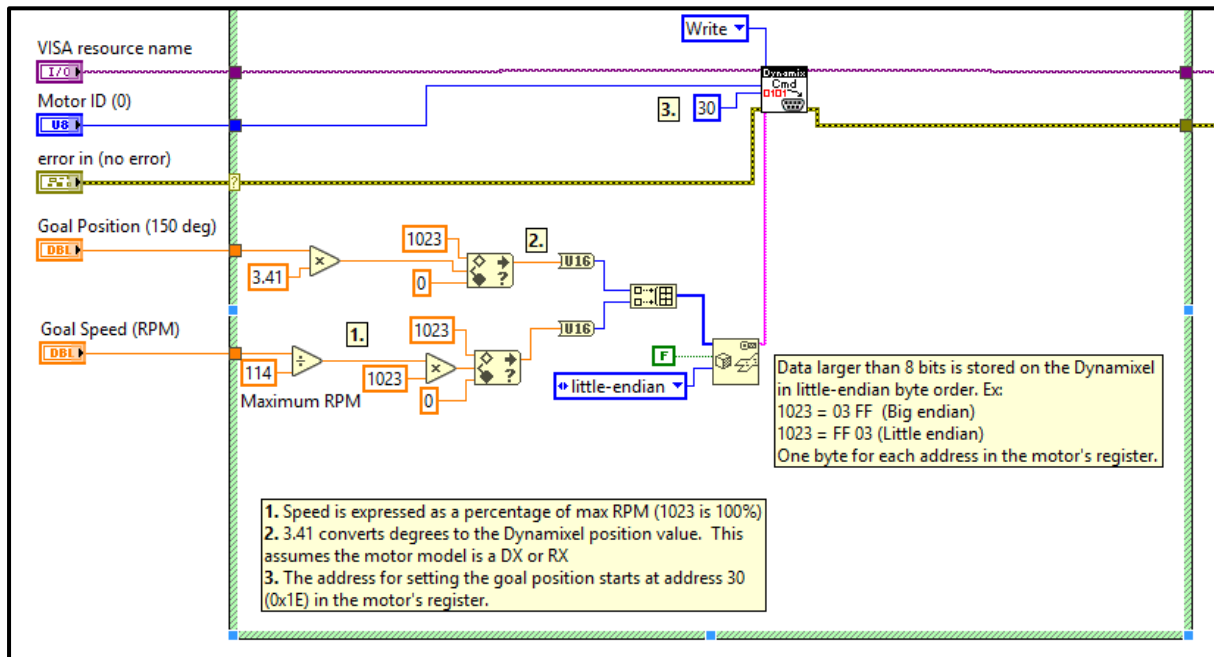 Write
VISA resource name
I/O
Dynamix
Cmd
0101
Motor ID (0)
U8
3.
30
error in (no error)
?
Goal Position (150 deg)
DBL
3.41
×
1023
0
?
2.
U16
Goal Speed (RPM)
DBL
114
÷
Maximum RPM
1.
1023
×
1023
0
?
U16
F
little-endian
Data larger than 8 bits is stored on the Dynamixel
in little-endian byte order. Ex:
1023 = 03 FF  (Big endian)
1023 = FF 03 (Little endian)
One byte for each address in the motor's register.
1. Speed is expressed as a percentage of max RPM (1023 is 100%)
2. 3.41 converts degrees to the Dynamixel position value.  This
assumes the motor model is a DX or RX
3. The address for setting the goal position starts at address 30
(0x1E) in the motor's register.